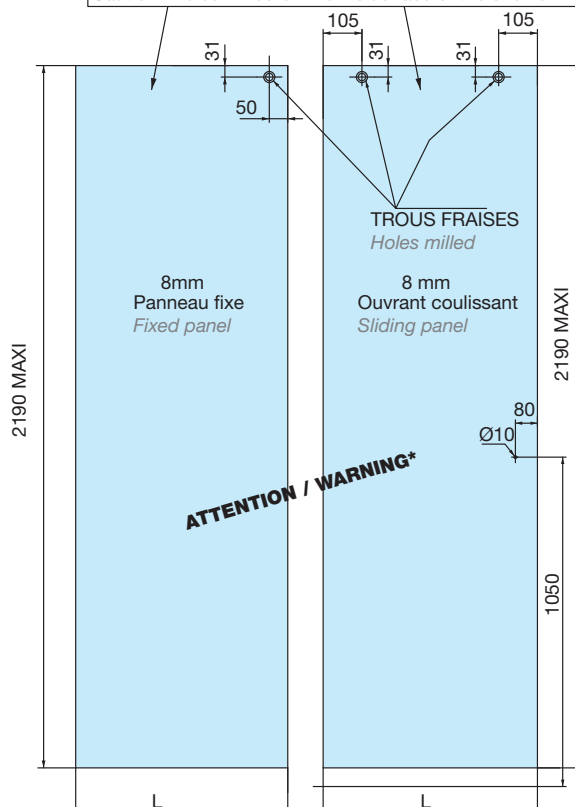 105
105
31
31
31
50
TROUS FRAISES
Holes milled
8mm
Panneau fixe
Fixed panel
8 mm
Ouvrant coulissant
Sliding panel
2190 MAXI
2190 MAXI
80
Ø10
ATTENTION / WARNING*
1050
L
L